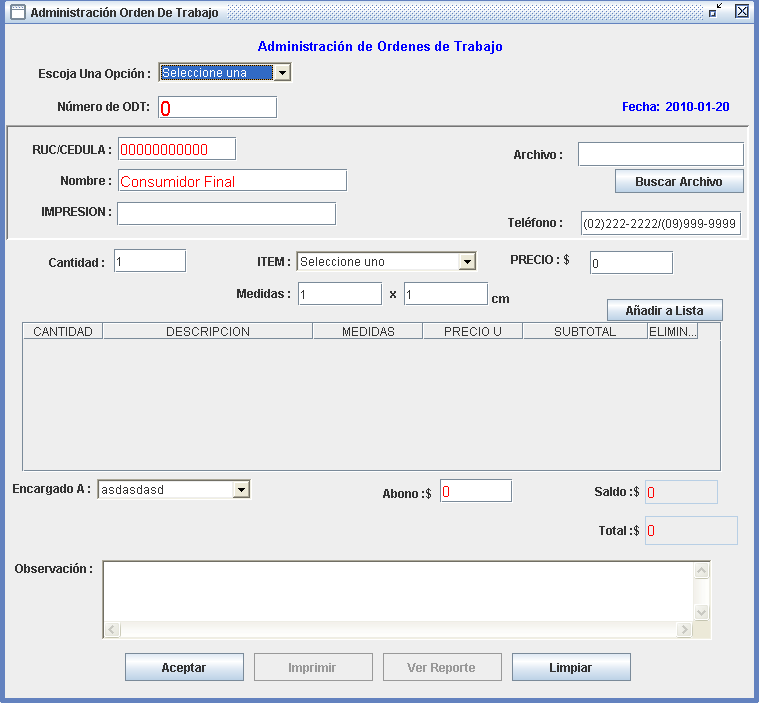 Administración Orden De Trabajo
Administración de Ordenes de Trabajo
Escoja Una Opción : Seleccione una
Número de ODT: 0
Fecha: 2010-01-20
RUC/CEDULA : 00000000000
Archivo :
Nombre : Consumidor Final
Buscar Archivo
IMPRESION :
Teléfono : (02)222-2222/(09)999-9999
Cantidad : 1 ITEM : Seleccione uno PRECIO : $ 0
Medidas : 1 x 1 cm
Añadir a Lista
CANTIDAD DESCRIPCION MEDIDAS PRECIO U SUBTOTAL ELIMIN...
Encargado A : asdasdasd Abono :$ 0 Saldo :$ 0
Total :$ 0
Observación :
Aceptar Imprimir Ver Reporte Limpiar